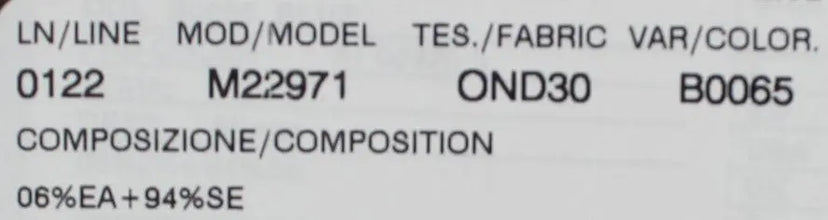 LN/LINE MOD/MODEL TES./FABRIC VAR/COLOR.
0122 M22971 OND30 B0065
COMPOSIZIONE/COMPOSITION
06%EA+94%SE